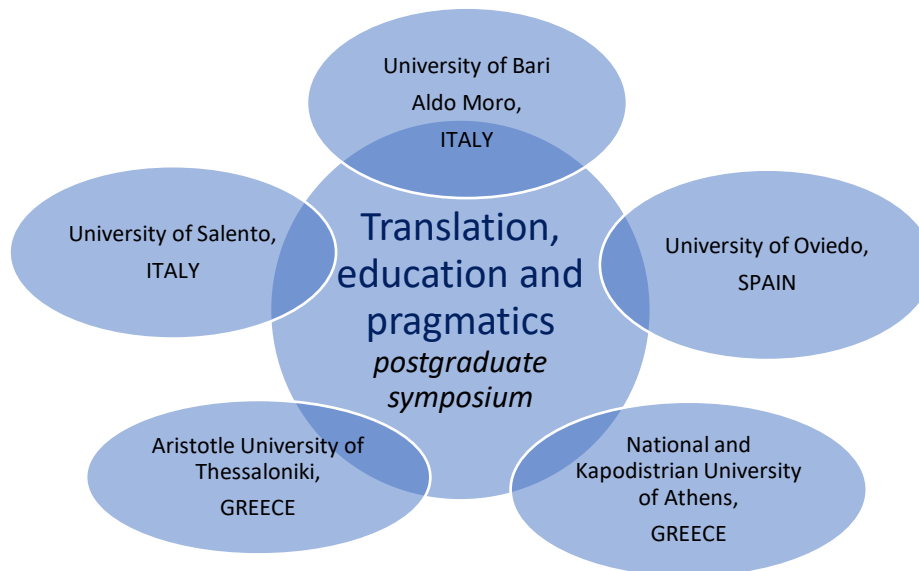 University of Bari
Aldo Moro,
ITALY
University of Salento,
ITALY
Translation,
education and
pragmatics
postgraduate
symposium
University of Oviedo,
SPAIN
Aristotle University of
Thessaloniki,
GREECE
National and
Kapodistrian University
of Athens,
GREECE